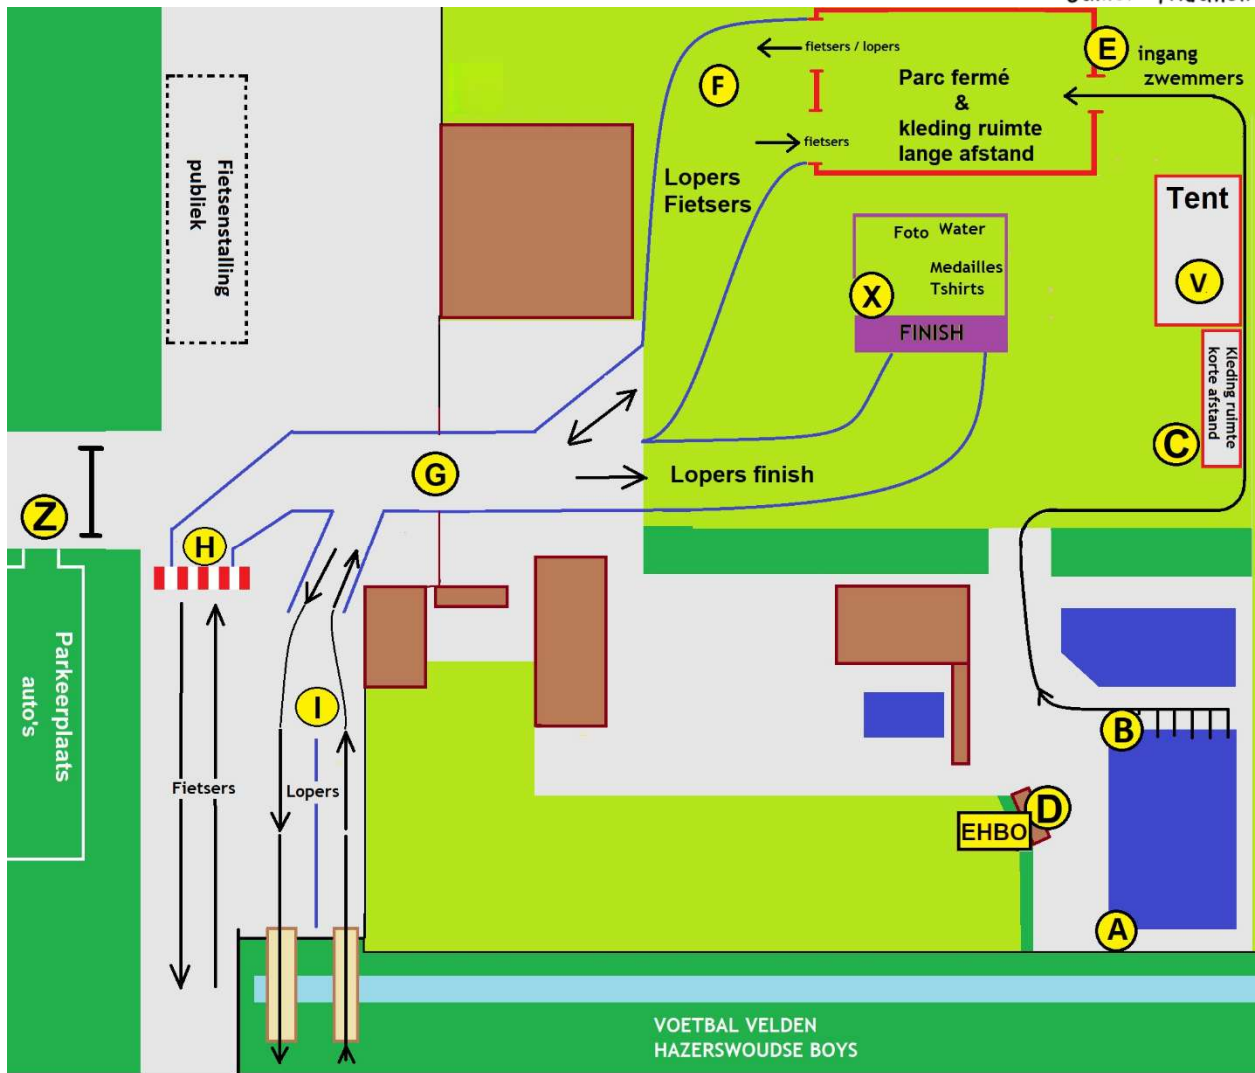 fietsers / lopers
E
ingang
zwemmers
F
Parc fermé
&
kleding ruimte
lange afstand
fietsers
Fietsenstalling
publiek
Lopers
Fietsers
Tent
V
Foto Water
Medailles
Tshirts
X
FINISH
Kleding ruimte
korte afstand
C
G
Lopers finish
Z
H
Parkeerplaats
auto's
I
B
Fietsers
Lopers
D
EHBO
A
VOETBAL VELDEN
HAZERSWOUDSE BOYS